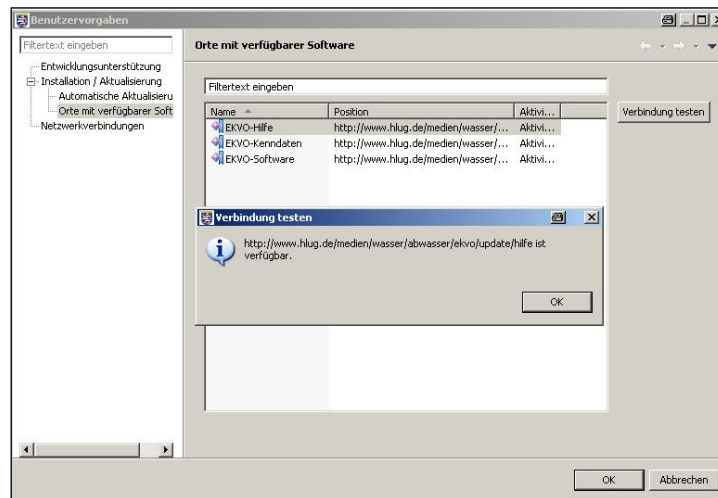 Benutzervorgaben
Filtertext eingeben
Entwicklungsunterstützung
Installation / Aktualisierung
Automatische Aktualisieru
Orte mit verfügbarer Soft
Netzwerkverbindungen
Orte mit verfügbarer Software
Filtertext eingeben
Name Position Aktivi...
EKVO-Hilfe http://www.hlug.de/medien/wasser/... Aktivi...
EKVO-Kenndaten http://www.hlug.de/medien/wasser/... Aktivi...
EKVO-Software http://www.hlug.de/medien/wasser/... Aktivi...
Verbindung testen
Verbindung testen
http://www.hlug.de/medien/wasser/abwasser/ekvo/update/hilfe ist
verfügbar.
OK
OK Abbrechen